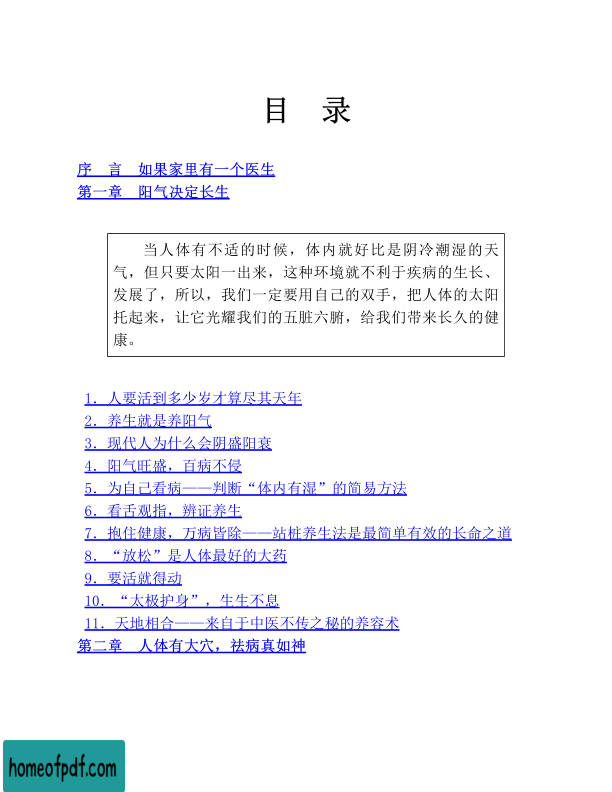 目 录
序 言 如果家里有一个医生
第一章 阳气决定长生
当人体有不适的时候，体内就好比是阴冷潮湿的天
气，但只要太阳一出来，这种环境就不利于疾病的生长、
发展了，所以，我们一定要用自己的双手，把人体的太阳
托起来，让它光耀我们的五脏六腑，给我们带来长久的健
康。
1．人要活到多少岁才算尽其天年
2．养生就是养阳气
3．现代人为什么会阴盛阳衰
4．阳气旺盛，百病不侵
5．为自己看病——判断“体内有湿”的简易方法
6．看舌观指，辨证养生
7．抱住健康，万病皆除——站桩养生法是最简单有效的长命之道
8．“放松”是人体最好的大药
9．要活就得动
10．“太极护身”，生生不息
11．天地相合——来自于中医不传之秘的养容术
第二章 人体有大穴，祛病真如神
homeofpdf.com